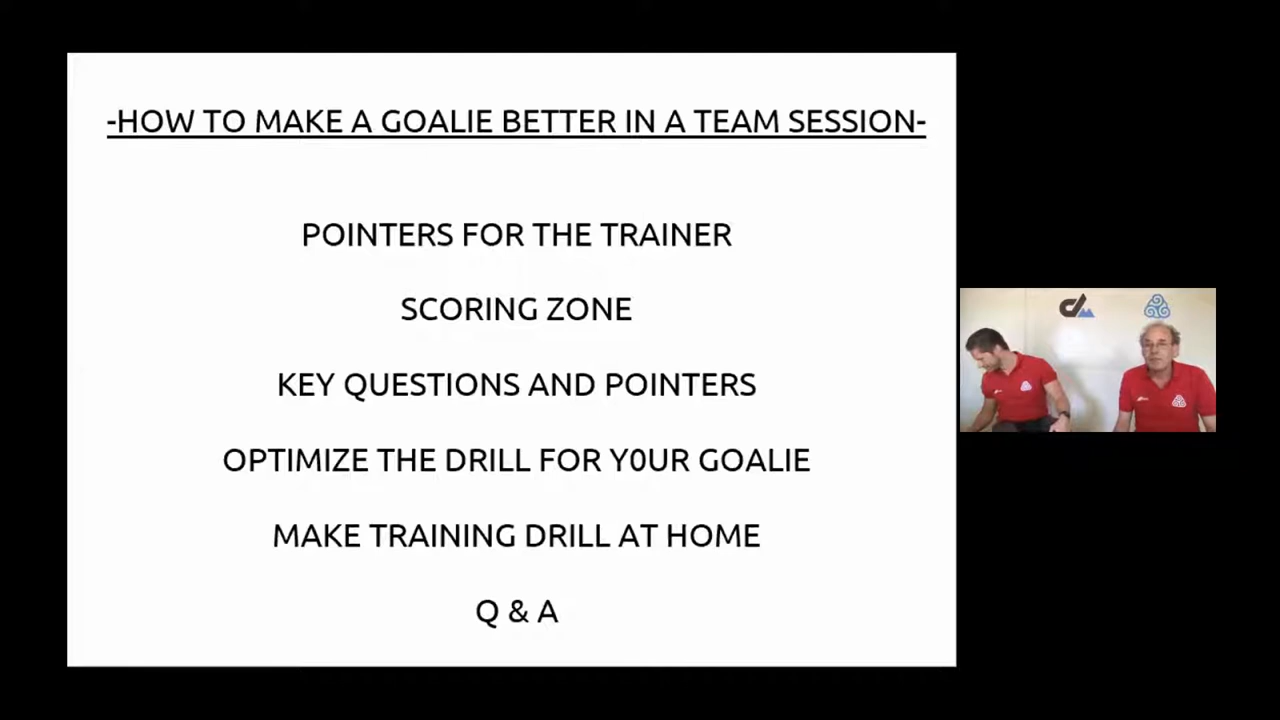 -HOW TO MAKE A GOALIE BETTER IN A TEAM SESSION-
POINTERS FOR THE TRAINER
SCORING ZONE
KEY QUESTIONS AND POINTERS
OPTIMIZE THE DRILL FOR Y0UR GOALIE
MAKE TRAINING DRILL AT HOME
Q & A